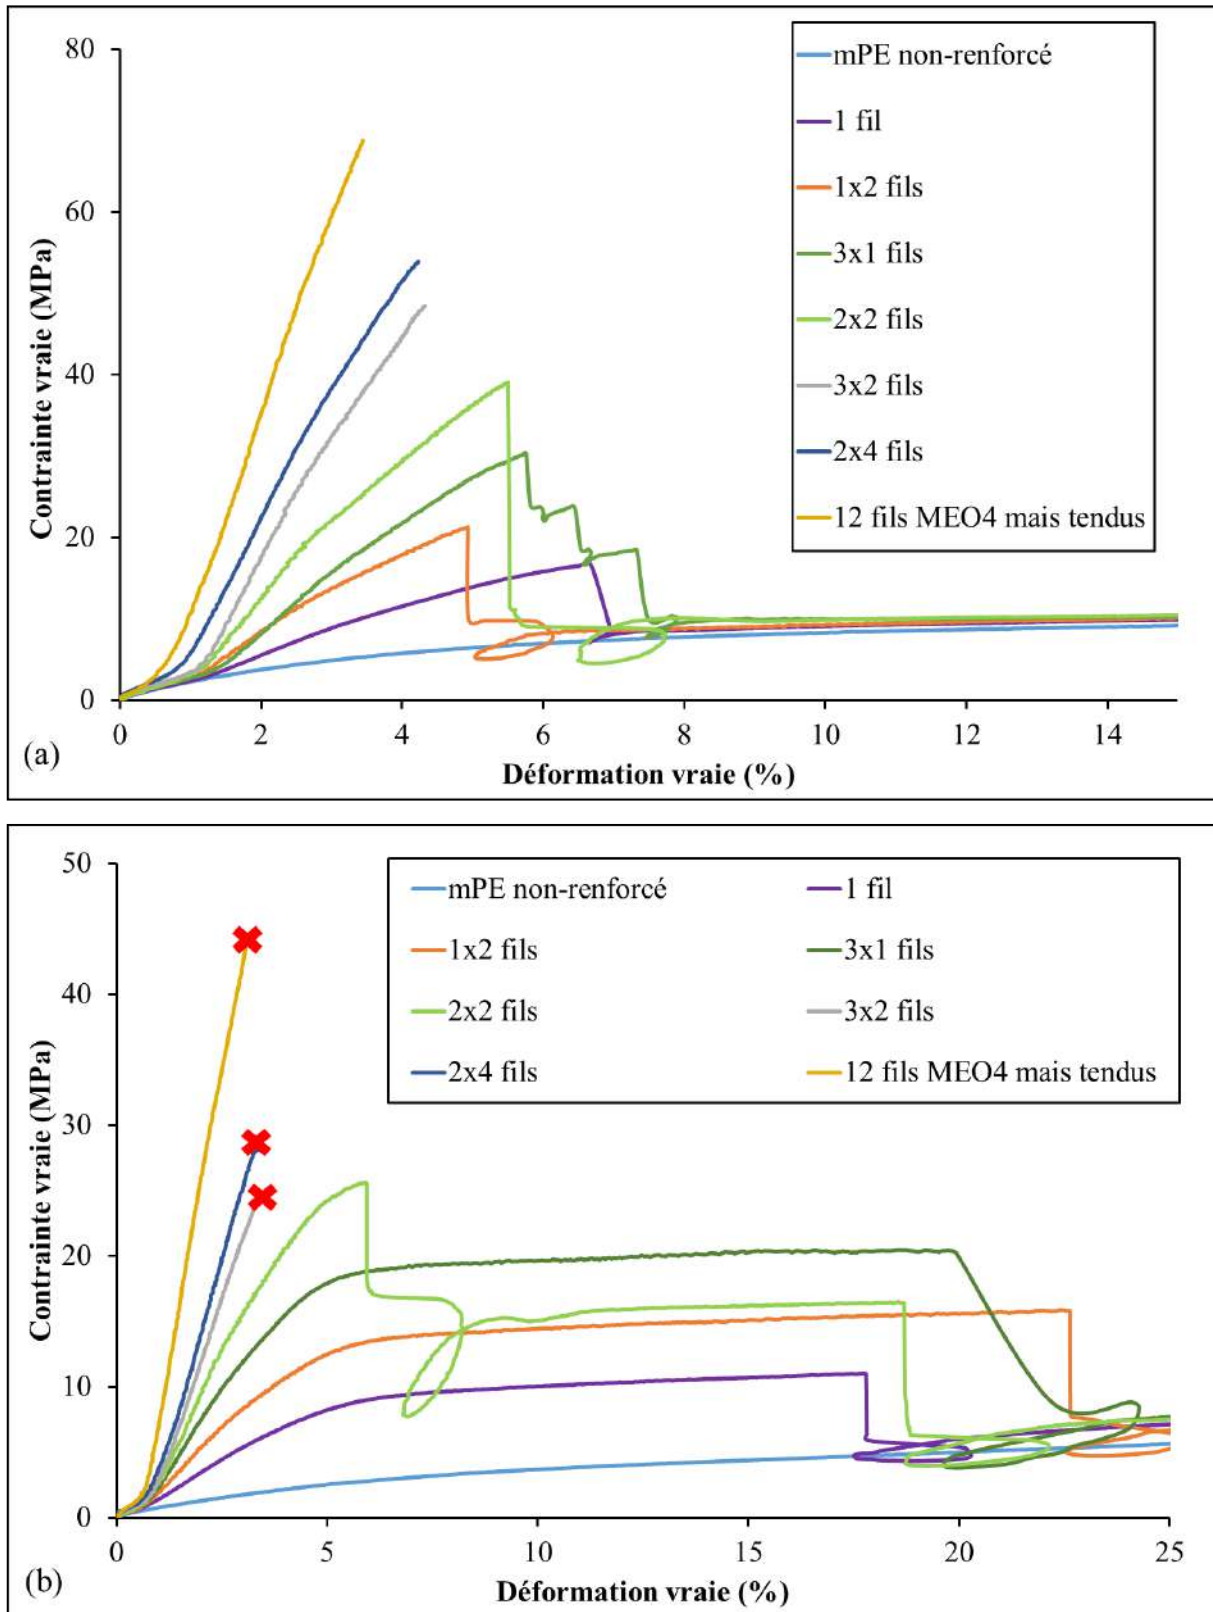 80
60
40
20
0
Contrainte vraie (MPa)
mPE non-renforcé
1 fil
1x2 fils
3x1 fils
2x2 fils
3x2 fils
2x4 fils
12 fils MEO4 mais tendus
0 2 4 6 8 10 12 14
(a)
Déformation vraie (%)
50
40
30
20
10
0
Contrainte vraie (MPa)
mPE non-renforcé 1 fil
1x2 fils 3x1 fils
2x2 fils 3x2 fils
2x4 fils 12 fils MEO4 mais tendus
0 5 10 15 20 25
(b)
Déformation vraie (%)